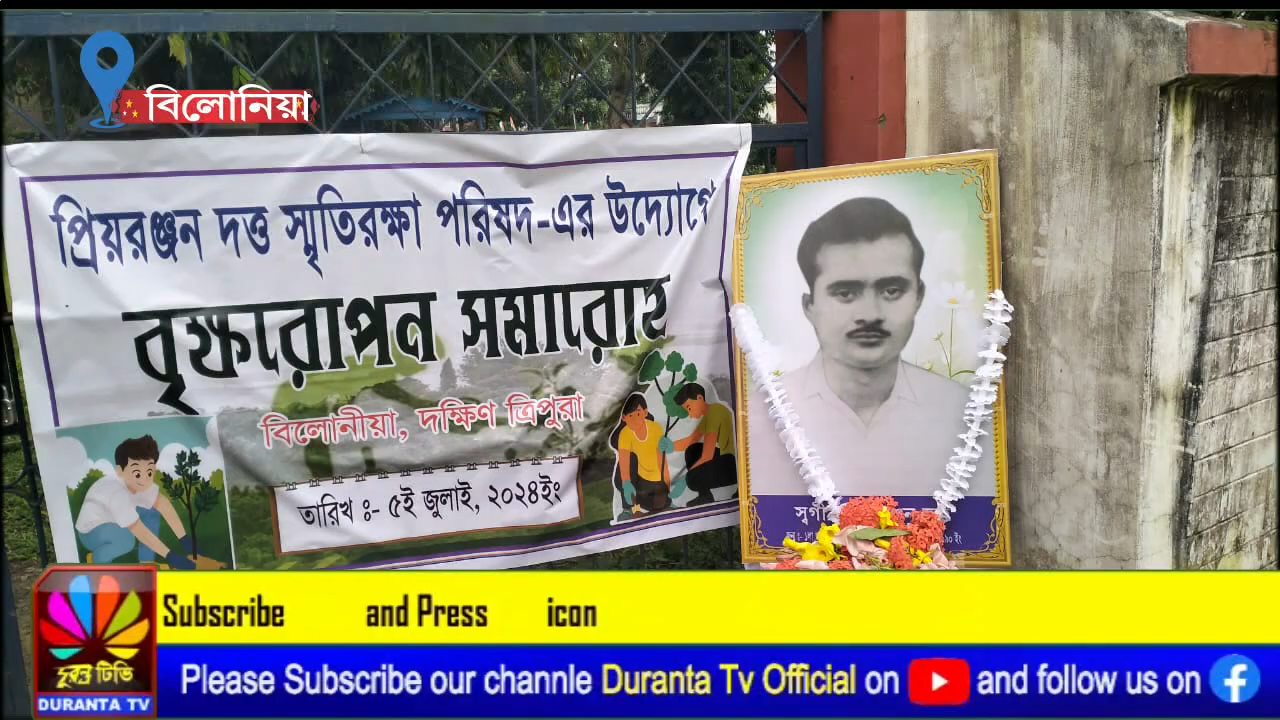 বিলোনিয়া
প্রিয়রঞ্জন দত্ত স্মৃতিরক্ষা পরিষদ-এর উদ্যোগে
বৃক্ষরোপন সমারোহ
বিলোনীয়া, দক্ষিণ ত্রিপুরা
তারিখ ঃ- ৫ই জুলাই, ২০২৪ইং
Subscribe and Press icon
দুরন্ত টিভি
DURANTA TV
Please Subscribe our channle Duranta Tv Official on and follow us on